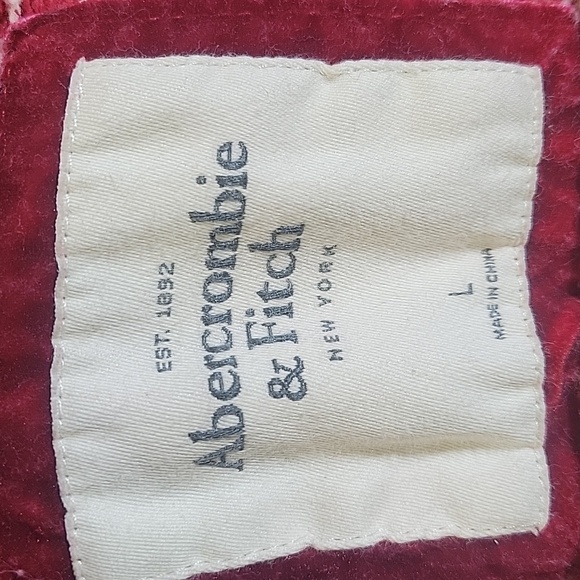 EST. 1892
Abercrombie
& Fitch
NEW YORK
L
MADE IN CHINA